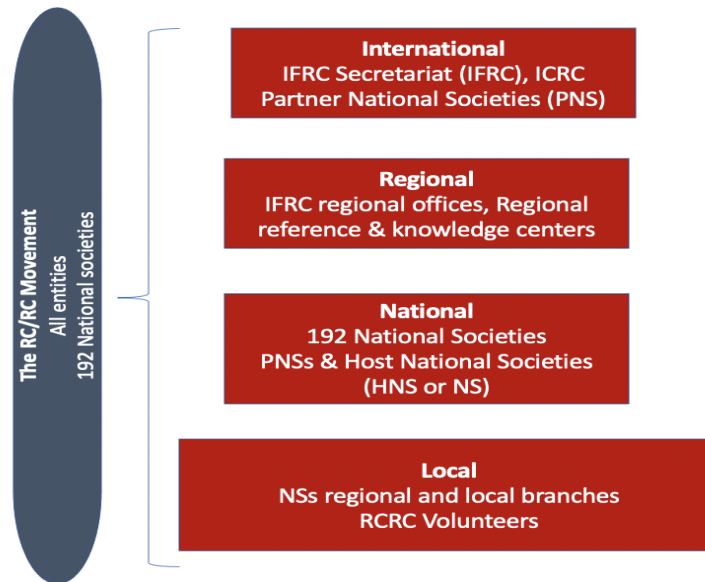 The RC/RC Movement
All entities
192 National societies
International
IFRC Secretariat (IFRC), ICRC
Partner National Societies (PNS)
Regional
IFRC regional offices, Regional
reference & knowledge centers
National
192 National Societies
PNSs & Host National Societies
(HNS or NS)
Local
NSs regional and local branches
RCRC Volunteers